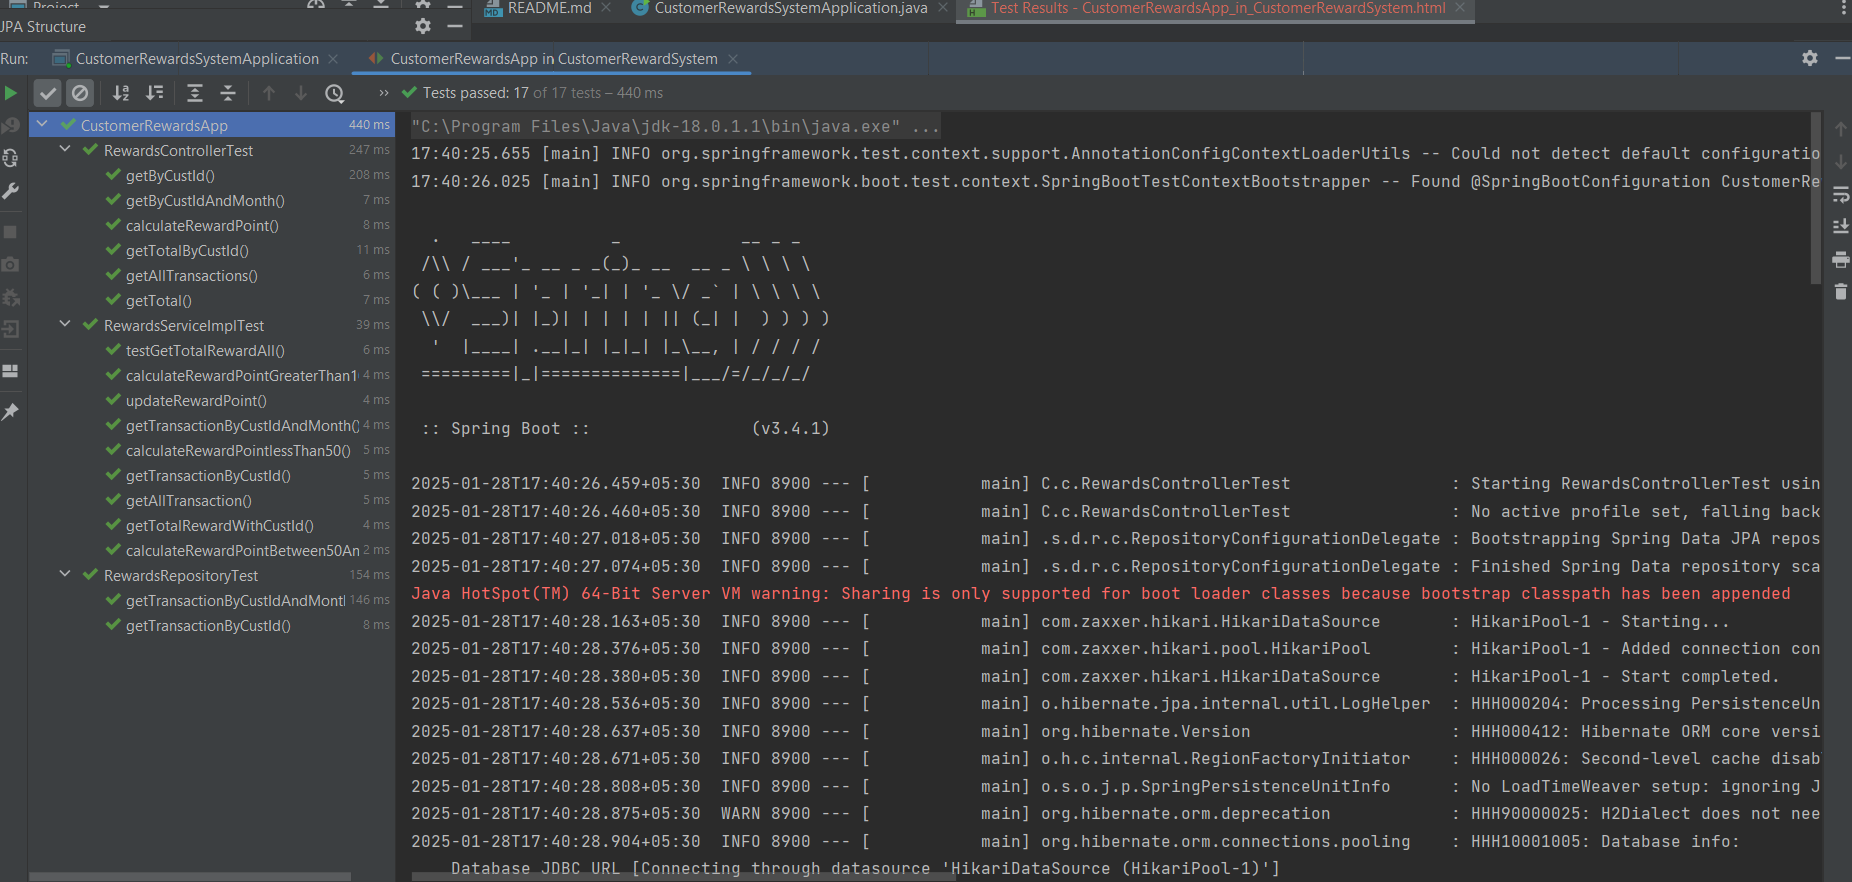 Project
README.md
CustomerRewardsSystemApplication.java
Test Results - CustomerRewardsApp_in_CustomerRewardSystem.html
JPA Structure
Run:
CustomerRewardsSystemApplication
CustomerRewardsApp in CustomerRewardSystem
Tests passed: 17 of 17 tests – 440 ms
CustomerRewardsApp 440 ms
RewardsControllerTest 247 ms
getByCustId() 208 ms
getByCustIdAndMonth() 7 ms
calculateRewardPoint() 8 ms
getTotalByCustId() 11 ms
getAllTransactions() 6 ms
getTotal() 7 ms
RewardsServiceImplTest 39 ms
testGetTotalRewardAll() 6 ms
calculateRewardPointGreaterThan1 4 ms
updateRewardPoint() 4 ms
getTransactionByCustIdAndMonth() 4 ms
calculateRewardPointlessThan50() 5 ms
getTransactionByCustId() 5 ms
getAllTransaction() 5 ms
getTotalRewardWithCustId() 4 ms
calculateRewardPointBetween50An 2 ms
RewardsRepositoryTest 154 ms
getTransactionByCustIdAndMontl 146 ms
getTransactionByCustId() 8 ms
"C:\Program Files\Java\jdk-18.0.1.1\bin\java.exe" ...
17:40:25.655 [main] INFO org.springframework.test.context.support.AnnotationConfigContextLoaderUtils -- Could not detect default configuratio
17:40:26.025 [main] INFO org.springframework.boot.test.context.SpringBootTestContextBootstrapper -- Found @SpringBootConfiguration CustomerRe
  .   ____          _            __ _ _
 /\\ / ___'_ __ _ _(_)_ __  __ _ \ \ \ \
( ( )\___ | '_ | '_| | '_ \/ _` | \ \ \ \
 \\/  ___)| |_)| | | | | || (_| |  ) ) ) )
  '  |____| .__|_| |_|_| |_\__, | / / / /
 =========|_|==============|___/=/_/_/_/
:: Spring Boot ::                (v3.4.1)
2025-01-28T17:40:26.459+05:30  INFO 8900 --- [           main] C.c.RewardsControllerTest                : Starting RewardsControllerTest usin
2025-01-28T17:40:26.460+05:30  INFO 8900 --- [           main] C.c.RewardsControllerTest                : No active profile set, falling back
2025-01-28T17:40:27.018+05:30  INFO 8900 --- [           main] .s.d.r.c.RepositoryConfigurationDelegate : Bootstrapping Spring Data JPA repos
2025-01-28T17:40:27.074+05:30  INFO 8900 --- [           main] .s.d.r.c.RepositoryConfigurationDelegate : Finished Spring Data repository sca
Java HotSpot(TM) 64-Bit Server VM warning: Sharing is only supported for boot loader classes because bootstrap classpath has been appended
2025-01-28T17:40:28.163+05:30  INFO 8900 --- [           main] com.zaxxer.hikari.HikariDataSource       : HikariPool-1 - Starting...
2025-01-28T17:40:28.376+05:30  INFO 8900 --- [           main] com.zaxxer.hikari.pool.HikariPool        : HikariPool-1 - Added connection con
2025-01-28T17:40:28.380+05:30  INFO 8900 --- [           main] com.zaxxer.hikari.HikariDataSource       : HikariPool-1 - Start completed.
2025-01-28T17:40:28.536+05:30  INFO 8900 --- [           main] o.hibernate.jpa.internal.util.LogHelper  : HHH000204: Processing PersistenceUn
2025-01-28T17:40:28.637+05:30  INFO 8900 --- [           main] org.hibernate.Version                    : HHH000412: Hibernate ORM core versi
2025-01-28T17:40:28.671+05:30  INFO 8900 --- [           main] o.h.c.internal.RegionFactoryInitiator    : HHH000026: Second-level cache disab
2025-01-28T17:40:28.808+05:30  INFO 8900 --- [           main] o.s.o.j.p.SpringPersistenceUnitInfo      : No LoadTimeWeaver setup: ignoring J
2025-01-28T17:40:28.875+05:30  WARN 8900 --- [           main] org.hibernate.orm.deprecation            : HHH90000025: H2Dialect does not nee
2025-01-28T17:40:28.904+05:30  INFO 8900 --- [           main] org.hibernate.orm.connections.pooling    : HHH10001005: Database info:
Database JDBC URL [Connecting through datasource 'HikariDataSource (HikariPool-1)']